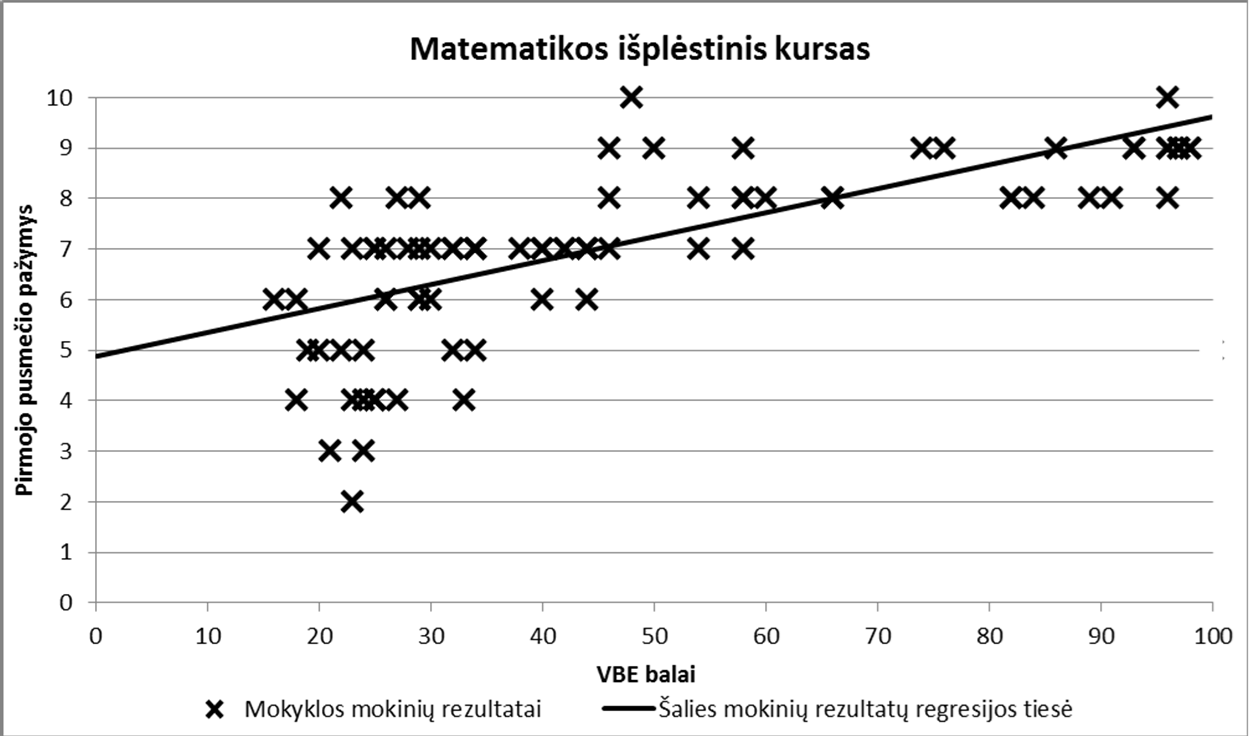 Matematikos išplėstinis kursas
Pirmojo pusmečio pažymys
10
9
8
7
6
5
4
3
2
1
0
0 10 20 30 40 50 60 70 80 90 100
VBE balai
Mokyklos mokinių rezultatai Šalies mokinių rezultatų regresijos tiesė